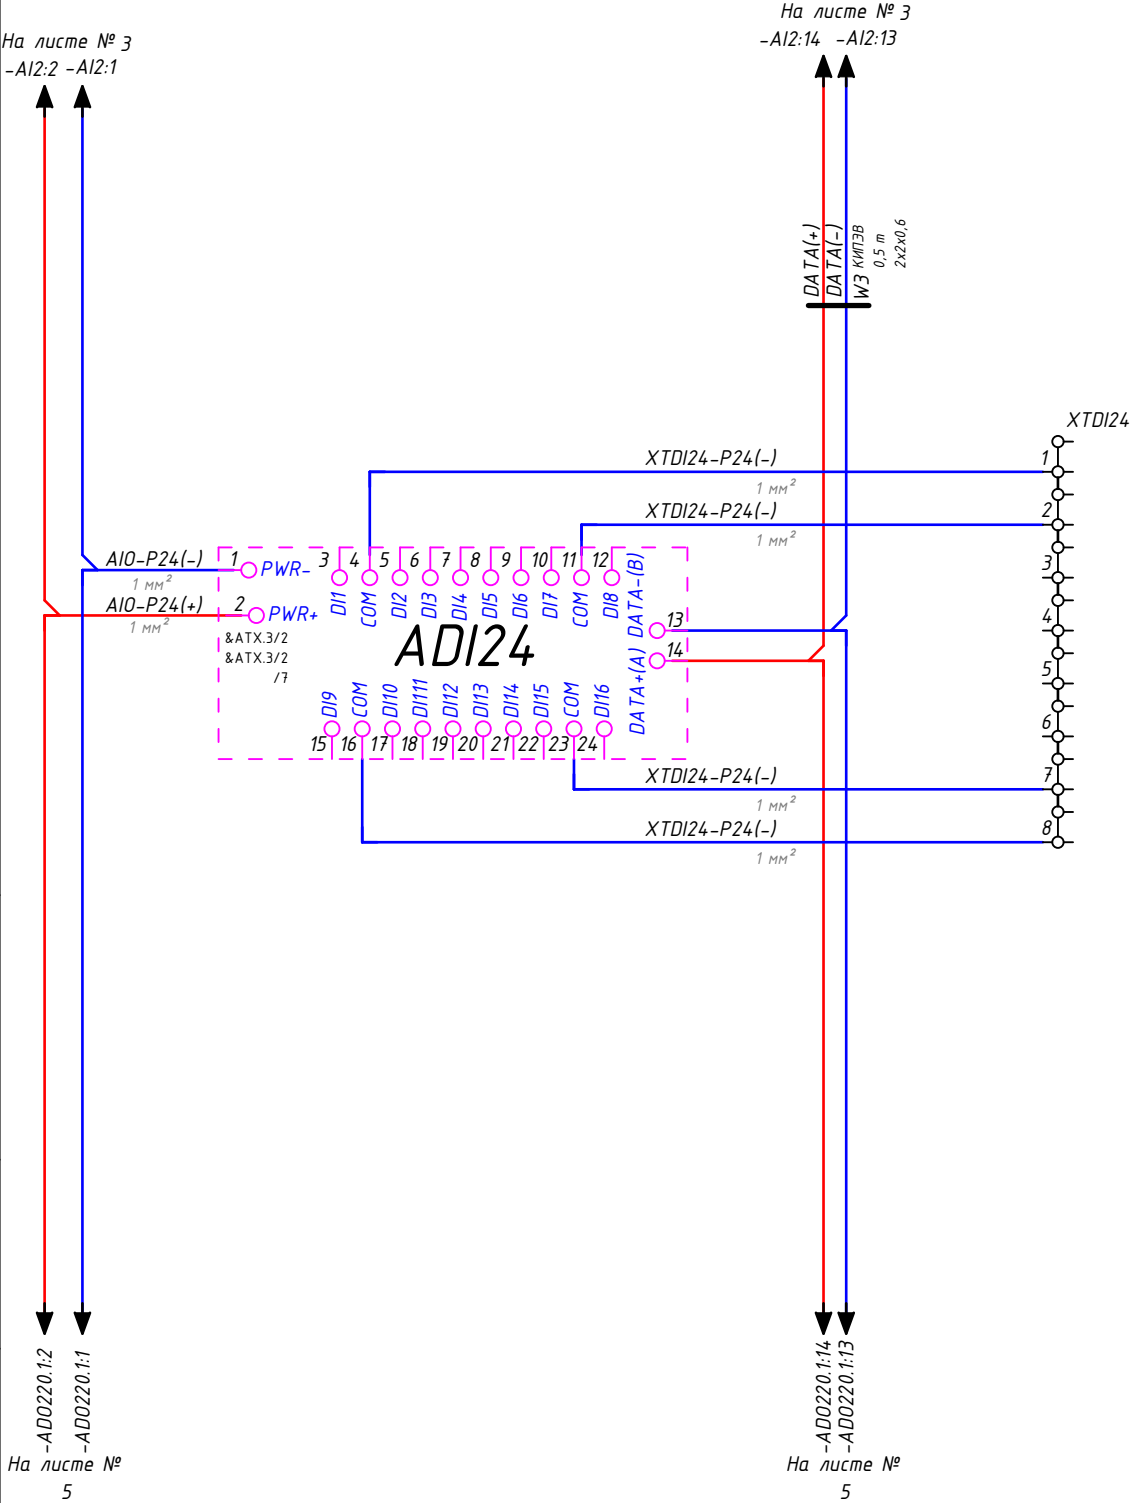 На листе № 3
-AI2:14 -AI2:13
На листе № 3
-AI2:2 -AI2:1
DATA(+)
DATA(-)
W3 КИПЭВ
0,5 m
2x2x0,6
XTDI24
XTDI24-P24(-)
1
1 мм²
XTDI24-P24(-)
2
1 мм²
AIO-P24(-)
1
PWR-
1 мм²
AIO-P24(+)
2
PWR+
1 мм²
&ATX.3/2
&ATX.3/2
/7
3 4 5 6 7 8 9 10 11 12
DI1 COM DI2 DI3 DI4 DI5 DI6 DI7 COM DI8
DATA-(B)
13
ADI24
DATA+(A)
14
DI9 COM DI10 DI111 DI12 DI13 DI14 DI15 COM DI16
15 16 17 18 19 20 21 22 23 24
3
4
5
6
XTDI24-P24(-)
7
1 мм²
XTDI24-P24(-)
8
1 мм²
-ADO220.1:2
-ADO220.1:1
На листе №
5
-ADO220.1:14
-ADO220.1:13
На листе №
5